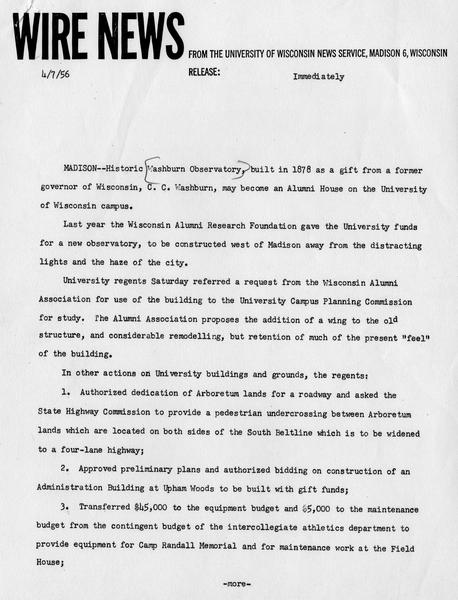 WIRE NEWS FROM THE UNIVERSITY OF WISCONSIN NEWS SERVICE, MADISON 6, WISCONSIN
4/7/56 RELEASE: Immediately
MADISON--Historic [Washburn Observatory,] built in 1878 as a gift from a former
governor of Wisconsin, C. C. Washburn, may become an Alumni House on the University
of Wisconsin campus.
Last year the Wisconsin Alumni Research Foundation gave the University funds
for a new observatory, to be constructed west of Madison away from the distracting
lights and the haze of the city.
University regents Saturday referred a request from the Wisconsin Alumni
Association for use of the building to the University Campus Planning Commission
for study. The Alumni Association proposes the addition of a wing to the old
structure, and considerable remodelling, but retention of much of the present "feel"
of the building.
In other actions on University buildings and grounds, the regents:
1. Authorized dedication of Arboretum lands for a roadway and asked the
State Highway Commission to provide a pedestrian undercrossing between Arboretum
lands which are located on both sides of the South Beltline which is to be widened
to a four-lane highway;
2. Approved preliminary plans and authorized bidding on construction of an
Administration Building at Upham Woods to be built with gift funds;
3. Transferred $45,000 to the equipment budget and $5,000 to the maintenance
budget from the contingent budget of the intercollegiate athletics department to
provide equipment for Camp Randall Memorial and for maintenance work at the Field
House;
-more-